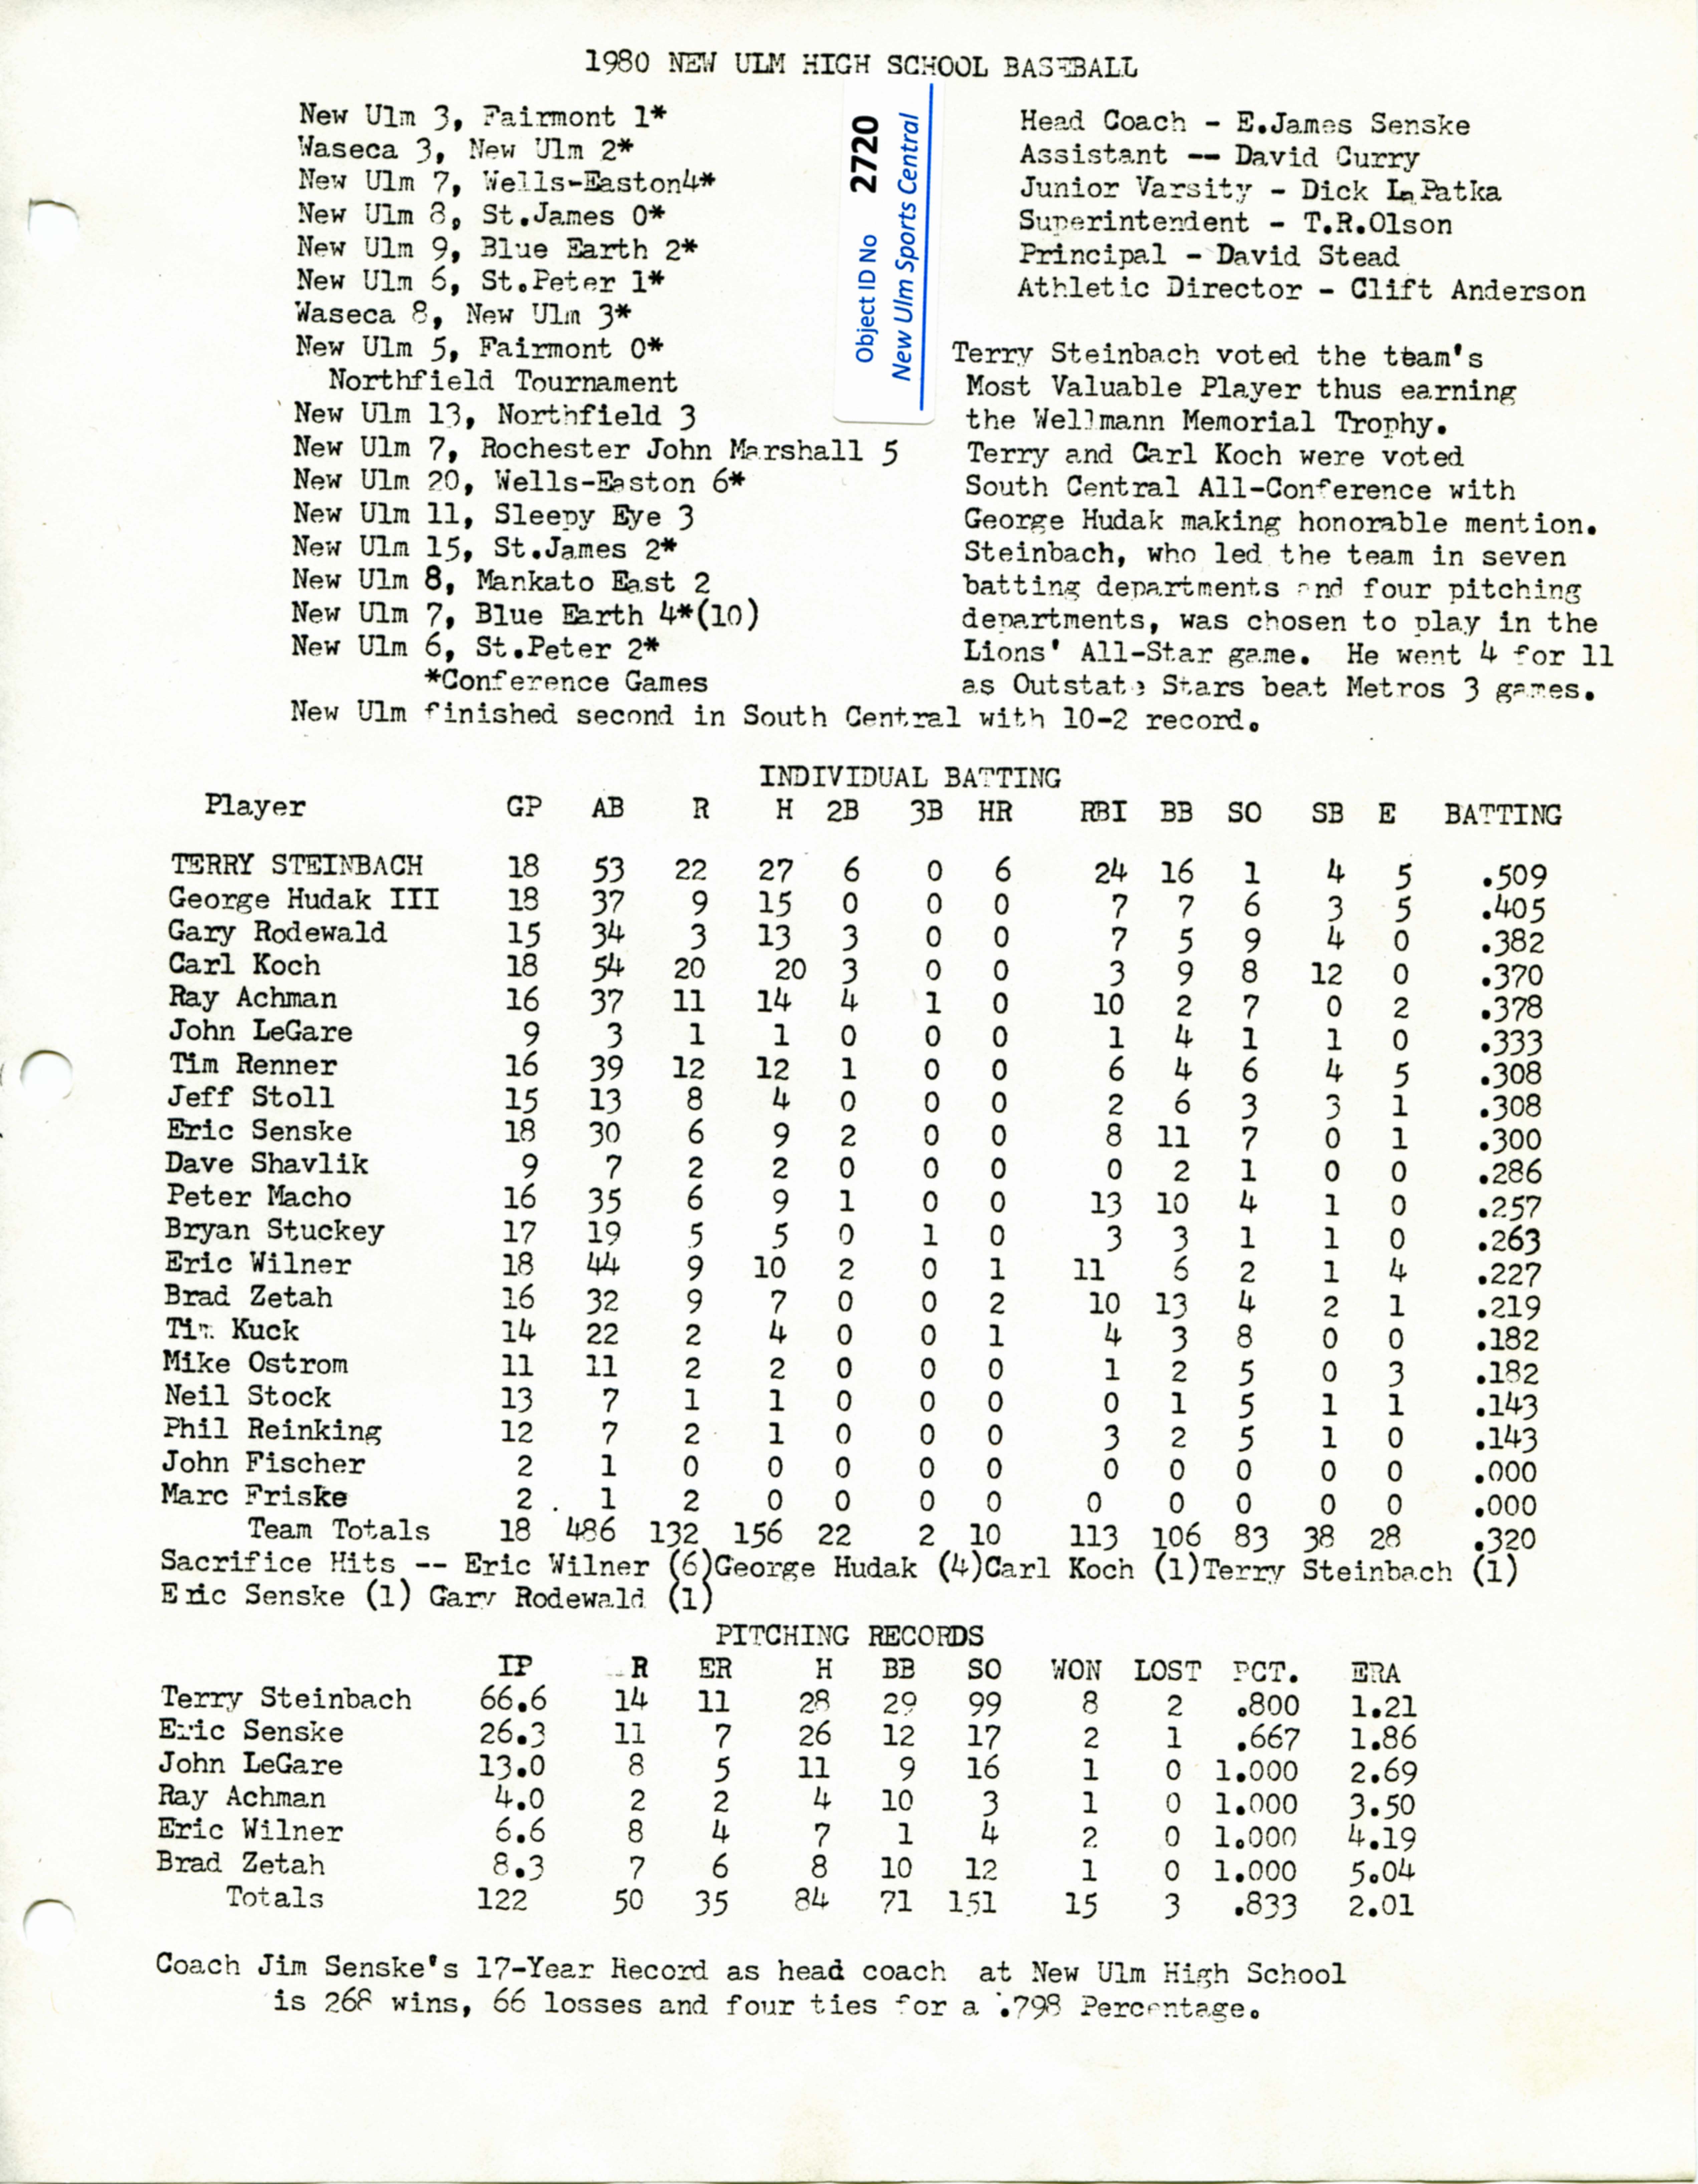 1980 NEW ULM HIGH SCHOOL BASEBALL
New Ulm 3, Fairmont 1*
Waseca 3, New Ulm 2*
New Ulm 7, Wells-Easton4*
New Ulm 8, St.James 0*
New Ulm 9, Blue Earth 2*
New Ulm 6, St.Peter 1*
Waseca 8, New Ulm 3*
New Ulm 5, Fairmont 0*
Northfield Tournament
New Ulm 13, Northfield 3
New Ulm 7, Rochester John Marshall 5
New Ulm 20, Wells-Easton 6*
New Ulm 11, Sleepy Eye 3
New Ulm 15, St.James 2*
New Ulm 8, Mankato East 2
New Ulm 7, Blue Earth 4*(10)
New Ulm 6, St.Peter 2*
*Conference Games
New Ulm finished second in South Central with 10-2 record.
Object ID No 2720
New Ulm Sports Central
Head Coach - E.James Senske
Assistant -- David Curry
Junior Varsity - Dick LaPatka
Superintendent - T.R.Olson
Principal - David Stead
Athletic Director - Clift Anderson
Terry Steinbach voted the team's
Most Valuable Player thus earning
the Wellmann Memorial Trophy.
Terry and Carl Koch were voted
South Central All-Conference with
George Hudak making honorable mention.
Steinbach, who led the team in seven
batting departments and four pitching
departments, was chosen to play in the
Lions' All-Star game. He went 4 for 11
as Outstate Stars beat Metros 3 games.
INDIVIDUAL BATTING
Player GP AB R H 2B 3B HR RBI BB SO SB E BATTING
TERRY STEINBACH 18 53 22 27 6 0 6 24 16 1 4 5 .509
George Hudak III 18 37 9 15 0 0 0 7 7 6 3 5 .405
Gary Rodewald 15 34 3 13 3 0 0 7 5 9 4 0 .382
Carl Koch 18 54 20 20 3 0 0 3 9 8 12 0 .370
Ray Achman 16 37 11 14 4 1 0 10 2 7 0 2 .378
John LeGare 9 3 1 1 0 0 0 1 4 1 1 0 .333
Tim Renner 16 39 12 12 1 0 0 6 4 6 4 5 .308
Jeff Stoll 15 13 8 4 0 0 0 2 6 3 3 1 .308
Eric Senske 18 30 6 9 2 0 0 8 11 7 0 1 .300
Dave Shavlik 9 7 2 2 0 0 0 0 2 1 0 0 .286
Peter Macho 16 35 6 9 1 0 0 13 10 4 1 0 .257
Bryan Stuckey 17 19 5 5 0 1 0 3 3 1 1 0 .263
Eric Wilner 18 44 9 10 2 0 1 11 6 2 1 4 .227
Brad Zetah 16 32 9 7 0 0 2 10 13 4 2 1 .219
Tim Kuck 14 22 2 4 0 0 1 4 3 8 0 0 .182
Mike Ostrom 11 11 2 2 0 0 0 1 2 5 0 3 .182
Neil Stock 13 7 1 1 0 0 0 0 1 5 1 1 .143
Phil Reinking 12 7 2 1 0 0 0 3 2 5 1 0 .143
John Fischer 2 1 0 0 0 0 0 0 0 0 0 0 .000
Marc Friske 2 1 2 0 0 0 0 0 0 0 0 0 .000
Team Totals 18 486 132 156 22 2 10 113 106 83 38 28 .320
Sacrifice Hits -- Eric Wilner (6)George Hudak (4)Carl Koch (1)Terry Steinbach (1)
Eric Senske (1) Gary Rodewald (1)
PITCHING RECORDS
IP R ER H BB SO WON LOST PCT. ERA
Terry Steinbach 66.6 14 11 28 29 99 8 2 .800 1.21
Eric Senske 26.3 11 7 26 12 17 2 1 .667 1.86
John LeGare 13.0 8 5 11 9 16 1 0 1.000 2.69
Ray Achman 4.0 2 2 4 10 3 1 0 1.000 3.50
Eric Wilner 6.6 8 4 7 1 4 2 0 1.000 4.19
Brad Zetah 8.3 7 6 8 10 12 1 0 1.000 5.04
Totals 122 50 35 84 71 151 15 3 .833 2.01
Coach Jim Senske's 17-Year Record as head coach at New Ulm High School
is 268 wins, 66 losses and four ties for a .798 Percentage.